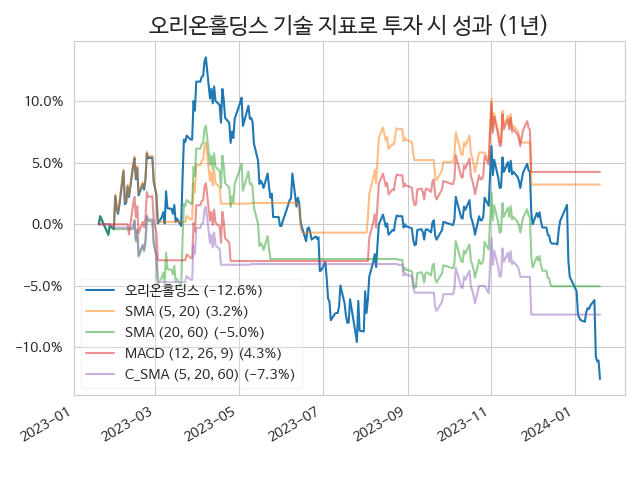 오리온홀딩스 기술 지표로 투자 시 성과 (1년)
10.0%
5.0%
0.0%
−5.0%
−10.0%
오리온홀딩스 (−12.6%)
SMA (5, 20) (3.2%)
SMA (20, 60) (−5.0%)
MACD (12, 26, 9) (4.3%)
C_SMA (5, 20, 60) (−7.3%)
2023−01
2023−03
2023−05
2023−07
2023−09
2023−11
2024−01